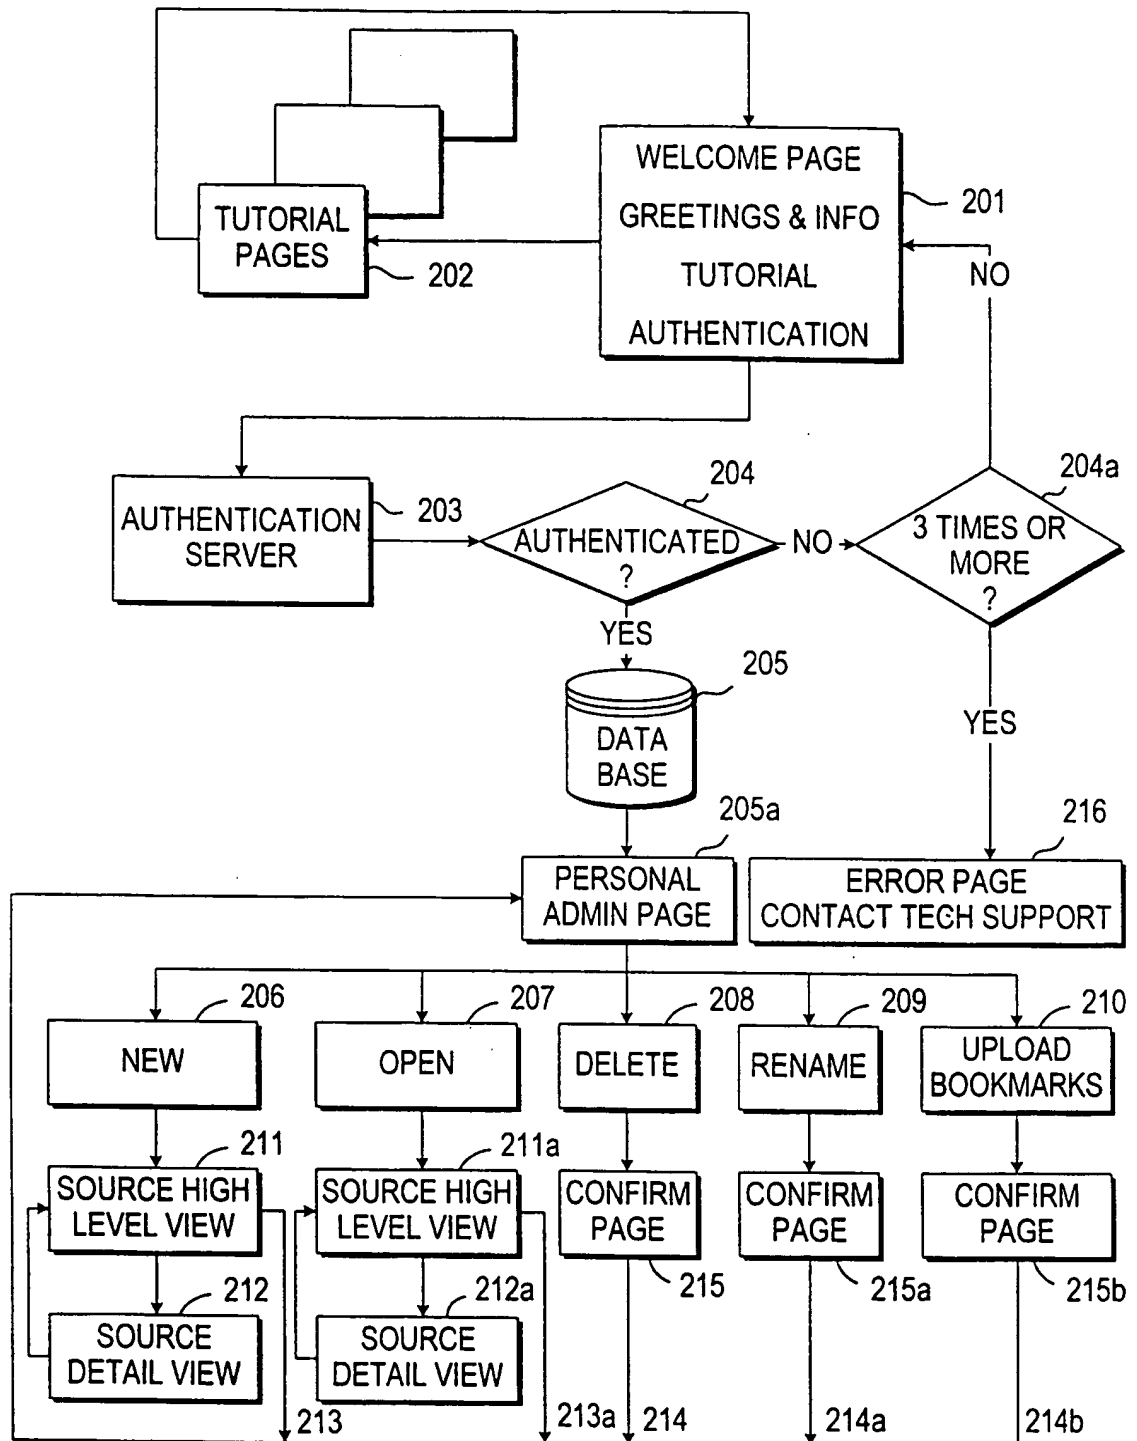 WELCOME PAGE
GREETINGS & INFO
TUTORIAL
AUTHENTICATION
201
TUTORIAL
PAGES
202
NO
AUTHENTICATION
SERVER
203
AUTHENTICATED
?
204
NO
3 TIMES OR
MORE
?
204a
YES
YES
DATA
BASE
205
PERSONAL
ADMIN PAGE
205a
ERROR PAGE
CONTACT TECH SUPPORT
216
NEW
206
OPEN
207
DELETE
208
RENAME
209
UPLOAD
BOOKMARKS
210
SOURCE HIGH
LEVEL VIEW
211
SOURCE HIGH
LEVEL VIEW
211a
CONFIRM
PAGE
215
CONFIRM
PAGE
215a
CONFIRM
PAGE
215b
SOURCE
DETAIL VIEW
212
SOURCE
DETAIL VIEW
212a
213
213a
214
214a
214b